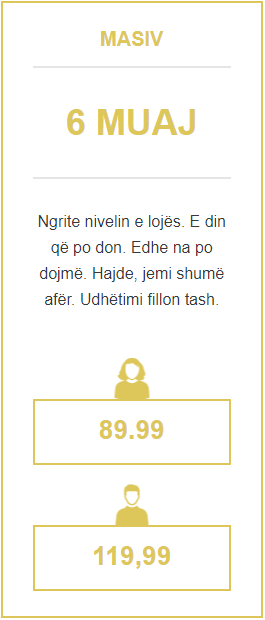 MASIV
6 MUAJ
Ngrite nivelin e lojës. E din
që po don. Edhe na po
dojmë. Hajde, jemi shumë
afër. Udhëtimi fillon tash.
89.99
119,99